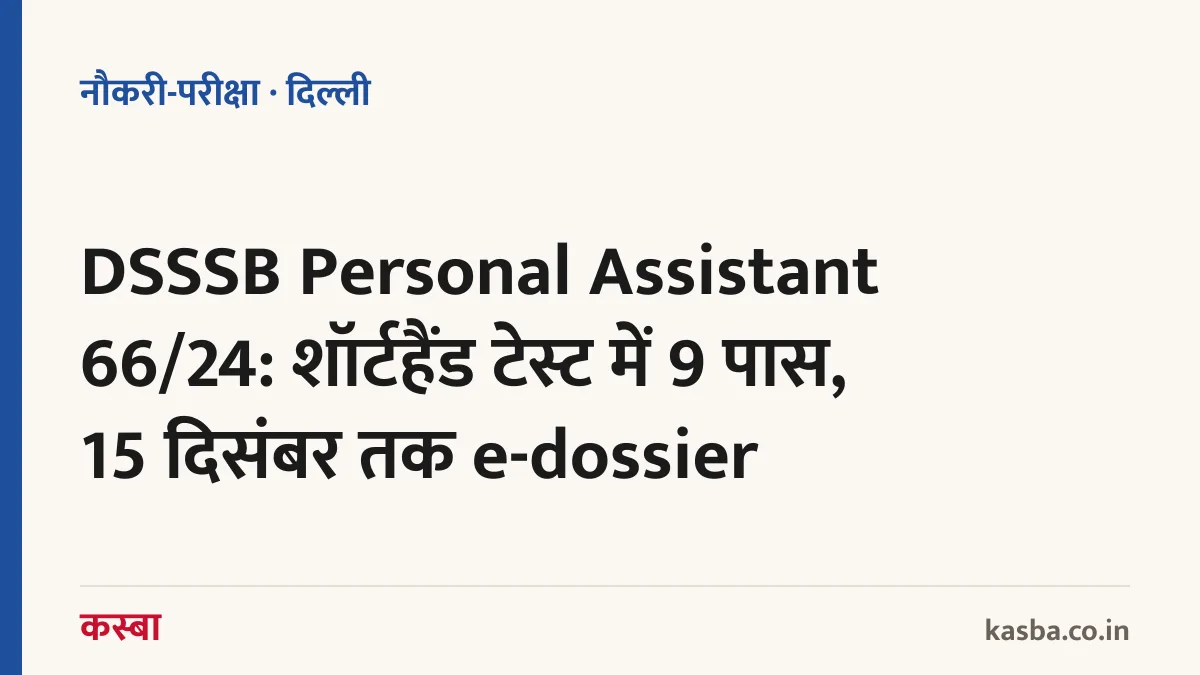 नौकरी-परीक्षा · दिल्ली
DSSSB Personal Assistant
66/24: शॉर्टहैंड टेस्ट में 9 पास,
15 दिसंबर तक e-dossier
कस्बा
kasba.co.in